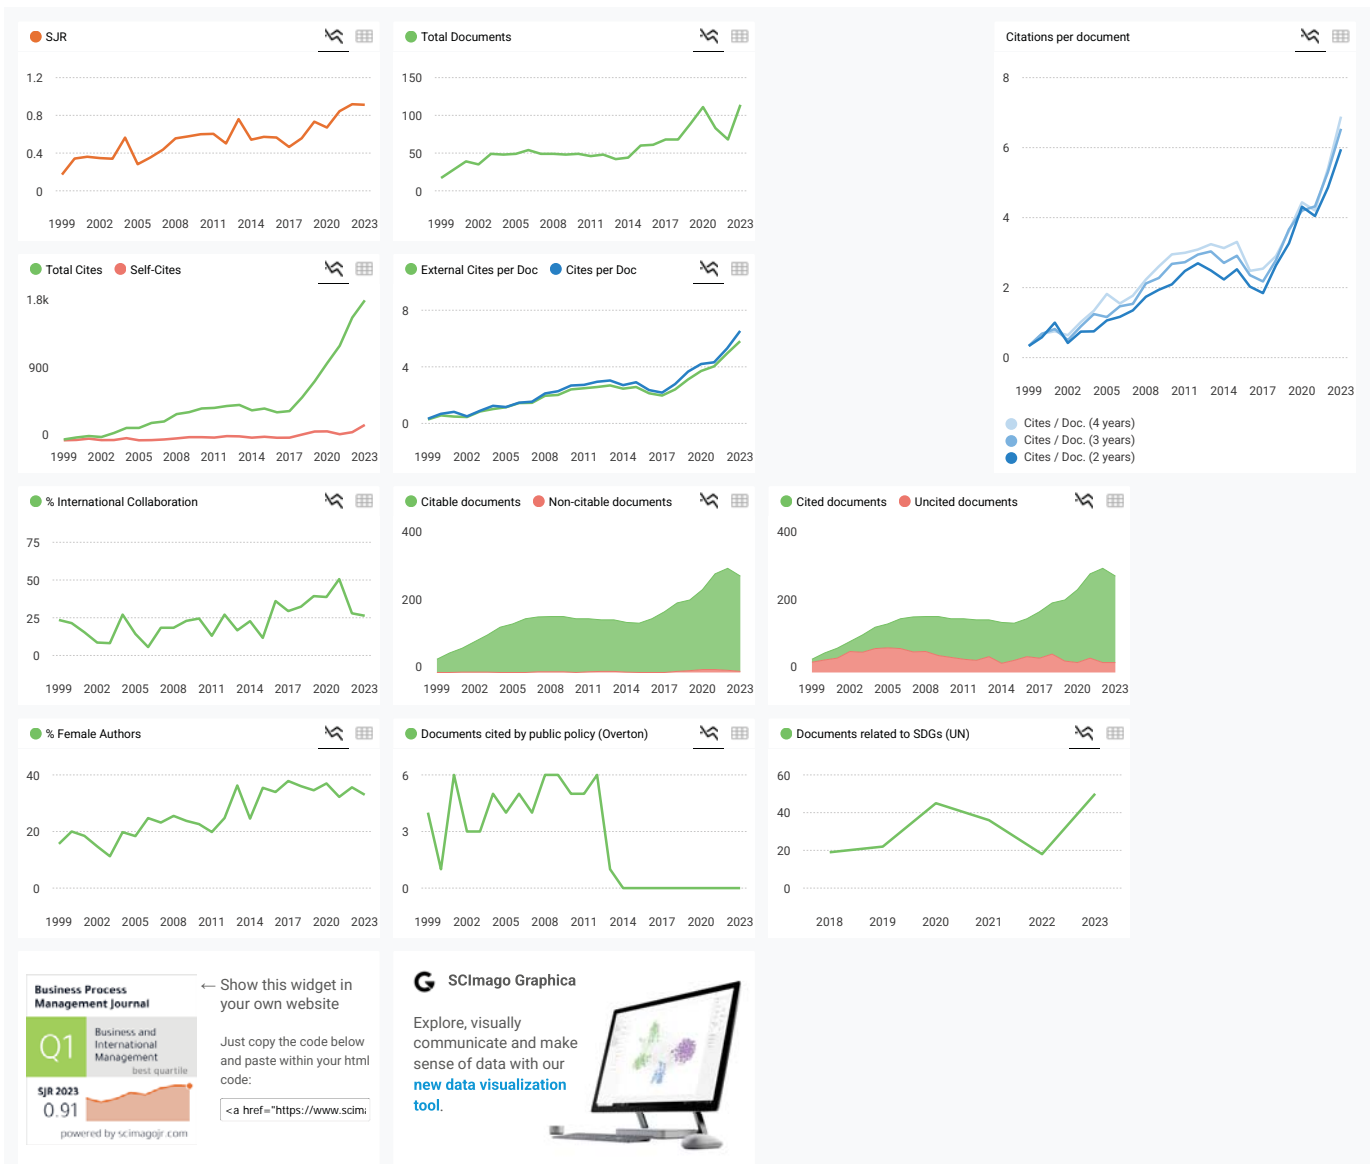 SJR
1.2
0.8
0.4
0
1999 2002 2005 2008 2011 2014 2017 2020 2023
Total Documents
150
100
50
0
1999 2002 2005 2008 2011 2014 2017 2020 2023
Citations per document
8
6
4
2
0
1999 2002 2005 2008 2011 2014 2017 2020 2023
Cites / Doc. (4 years)
Cites / Doc. (3 years)
Cites / Doc. (2 years)
Total Cites Self-Cites
1.8k
900
0
1999 2002 2005 2008 2011 2014 2017 2020 2023
External Cites per Doc Cites per Doc
8
4
0
1999 2002 2005 2008 2011 2014 2017 2020 2023
% International Collaboration
75
50
25
0
1999 2002 2005 2008 2011 2014 2017 2020 2023
Citable documents Non-citable documents
400
200
0
1999 2002 2005 2008 2011 2014 2017 2020 2023
Cited documents Uncited documents
400
200
0
1999 2002 2005 2008 2011 2014 2017 2020 2023
% Female Authors
40
20
0
1999 2002 2005 2008 2011 2014 2017 2020 2023
Documents cited by public policy (Overton)
6
3
0
1999 2002 2005 2008 2011 2014 2017 2020 2023
Documents related to SDGs (UN)
60
40
20
0
2018 2019 2020 2021 2022 2023
Business Process
Management Journal
Q1
Business and
International
Management
best quartile
SJR 2023
0.91
powered by scimagojr.com
← Show this widget in
your own website
Just copy the code below
and paste within your html
code:
<a href="https://www.scima
SCImago Graphica
Explore, visually
communicate and make
sense of data with our
new data visualization
tool.